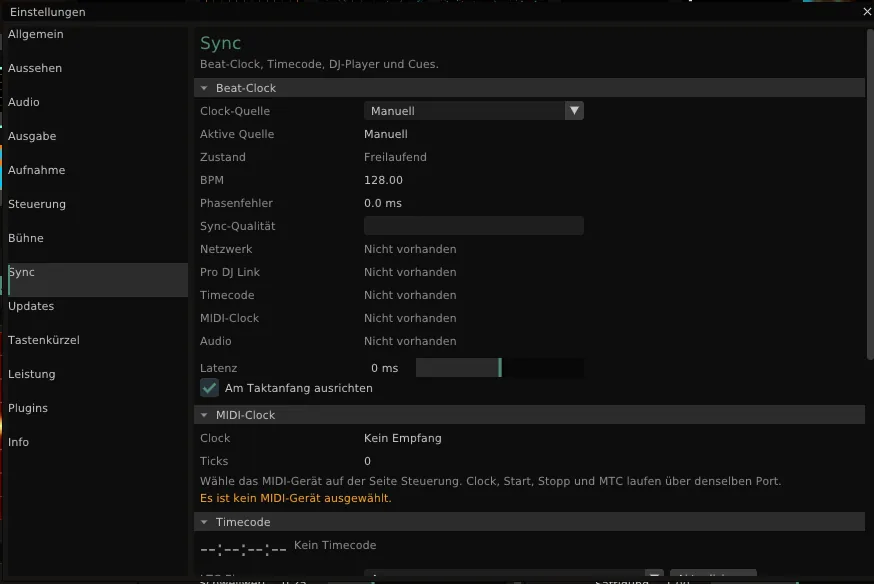 Einstellungen
Allgemein
Aussehen
Audio
Ausgabe
Aufnahme
Steuerung
Bühne
Sync
Updates
Tastenkürzel
Leistung
Plugins
Info
Sync
Beat-Clock, Timecode, DJ-Player und Cues.
Beat-Clock
Clock-Quelle Manuell
Aktive Quelle Manuell
Zustand Freilaufend
BPM 128.00
Phasenfehler 0.0 ms
Sync-Qualität
Netzwerk Nicht vorhanden
Pro DJ Link Nicht vorhanden
Timecode Nicht vorhanden
MIDI-Clock Nicht vorhanden
Audio Nicht vorhanden
Latenz 0 ms
Am Taktanfang ausrichten
MIDI-Clock
Clock Kein Empfang
Ticks 0
Wähle das MIDI-Gerät auf der Seite Steuerung. Clock, Start, Stopp und MTC laufen über denselben Port.
Es ist kein MIDI-Gerät ausgewählt.
Timecode
--:--:--:-- Kein Timecode